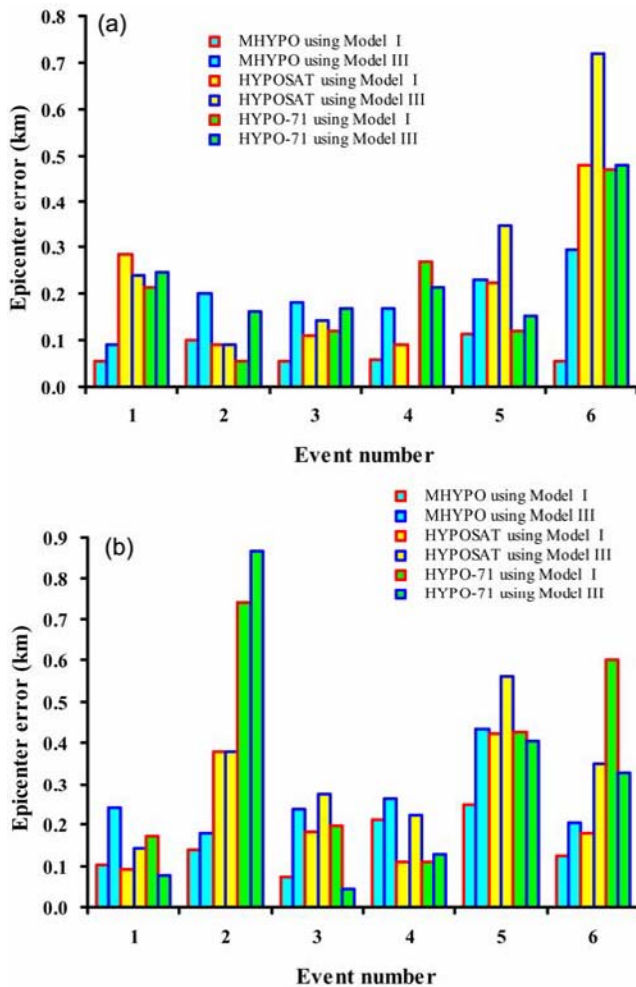 (a)
MHYPO using Model I
MHYPO using Model III
HYPOSAT using Model I
HYPOSAT using Model III
HYPO-71 using Model I
HYPO-71 using Model III
Epicenter error (km)
0.8
0.7
0.6
0.5
0.4
0.3
0.2
0.1
0.0
1 2 3 4 5 6
Event number
(b)
MHYPO using Model I
MHYPO using Model III
HYPOSAT using Model I
HYPOSAT using Model III
HYPO-71 using Model I
HYPO-71 using Model III
Epicenter error (km)
0.9
0.8
0.7
0.6
0.5
0.4
0.3
0.2
0.1
0.0
1 2 3 4 5 6
Event number